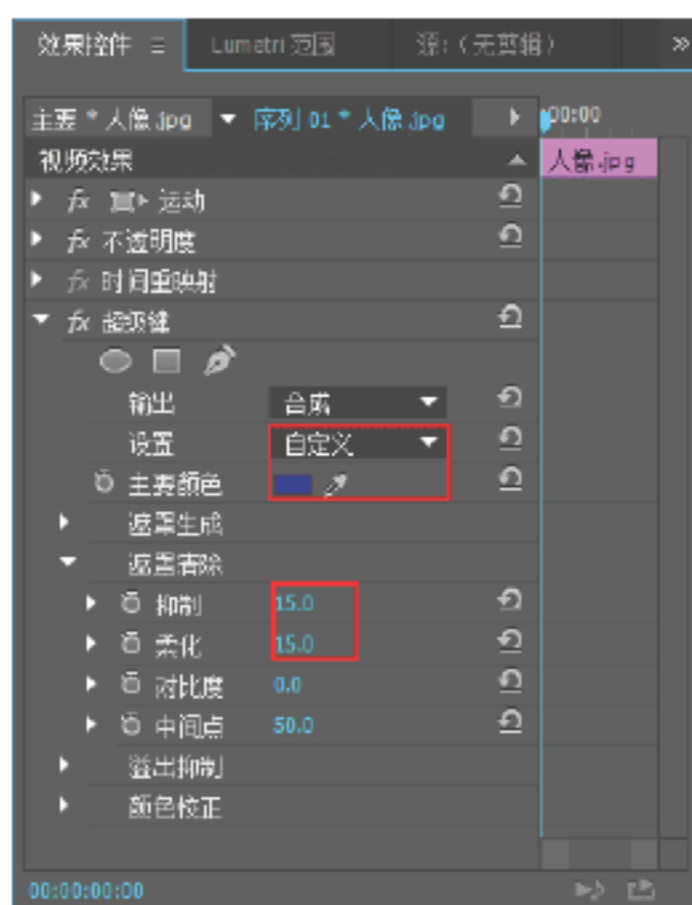 效果控件 ≡ Lumetri 范围 源:（无剪辑） »
主要 * 人像.jpg 序列 01 * 人像.jpg 00:00
视频效果 人像.jpg
fx 运动
fx 不透明度
fx 时间重映射
fx 超级键
输出 合成
设置 自定义
主要颜色
遮罩生成
遮罩清除
抑制 15.0
柔化 15.0
对比度 0.0
中间点 50.0
溢出抑制
颜色校正
00:00:00:00